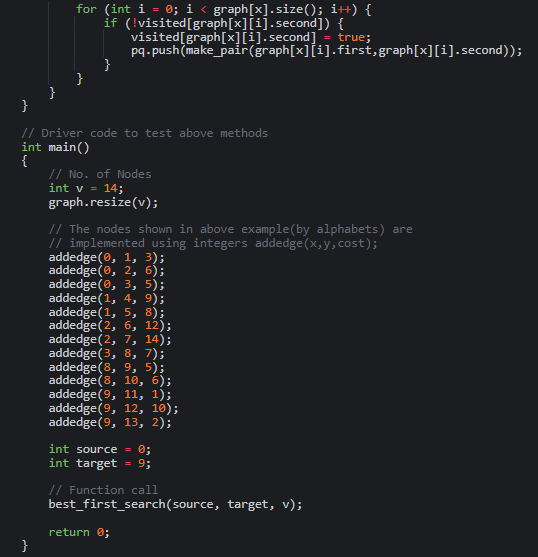 for (int i = 0; i < graph[x].size(); i++) {
if (!visited[graph[x][i].second]) {
visited[graph[x][i].second] = true;
pq.push(make_pair(graph[x][i].first,graph[x][i].second));
}
}
}
}
// Driver code to test above methods
int main()
{
// No. of Nodes
int v = 14;
graph.resize(v);
// The nodes shown in above example(by alphabets) are
// implemented using integers addedge(x,y,cost);
addedge(0, 1, 3);
addedge(0, 2, 6);
addedge(0, 3, 5);
addedge(1, 4, 9);
addedge(1, 5, 8);
addedge(2, 6, 12);
addedge(2, 7, 14);
addedge(3, 8, 7);
addedge(8, 9, 5);
addedge(8, 10, 6);
addedge(9, 11, 1);
addedge(9, 12, 10);
addedge(9, 13, 2);
int source = 0;
int target = 9;
// Function call
best_first_search(source, target, v);
return 0;
}